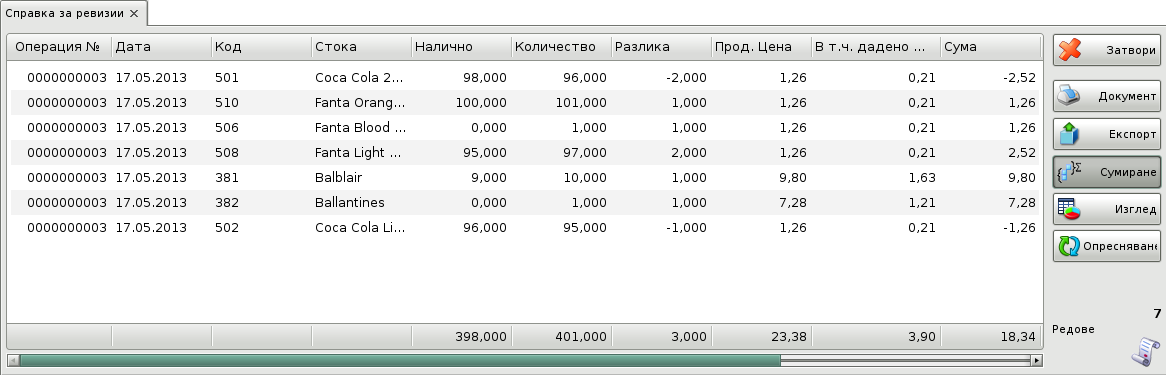 Справка за ревизии ×
Операция № Дата Код Стока Налично Количество Разлика Прод. Цена В т.ч. дадено ... Сума
0000000003 17.05.2013 501 Coca Cola 2... 98,000 96,000 -2,000 1,26 0,21 -2,52
0000000003 17.05.2013 510 Fanta Orang... 100,000 101,000 1,000 1,26 0,21 1,26
0000000003 17.05.2013 506 Fanta Blood ... 0,000 1,000 1,000 1,26 0,21 1,26
0000000003 17.05.2013 508 Fanta Light ... 95,000 97,000 2,000 1,26 0,21 2,52
0000000003 17.05.2013 381 Balblair 9,000 10,000 1,000 9,80 1,63 9,80
0000000003 17.05.2013 382 Ballantines 0,000 1,000 1,000 7,28 1,21 7,28
0000000003 17.05.2013 502 Coca Cola Li... 96,000 95,000 -1,000 1,26 0,21 -1,26
398,000 401,000 3,000 23,38 3,90 18,34
Затвори
Документ
Експорт
Сумиране
Изглед
Опресняване
7
Редове